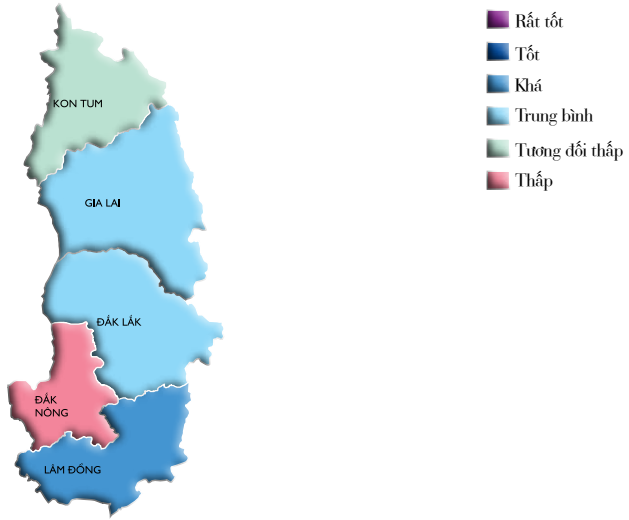 KON TUM
GIA LAI
ĐẮK LẮK
ĐẮK
NÔNG
LÂM ĐỒNG
Rất tốt
Tốt
Khá
Trung bình
Tương đối thấp
Thấp